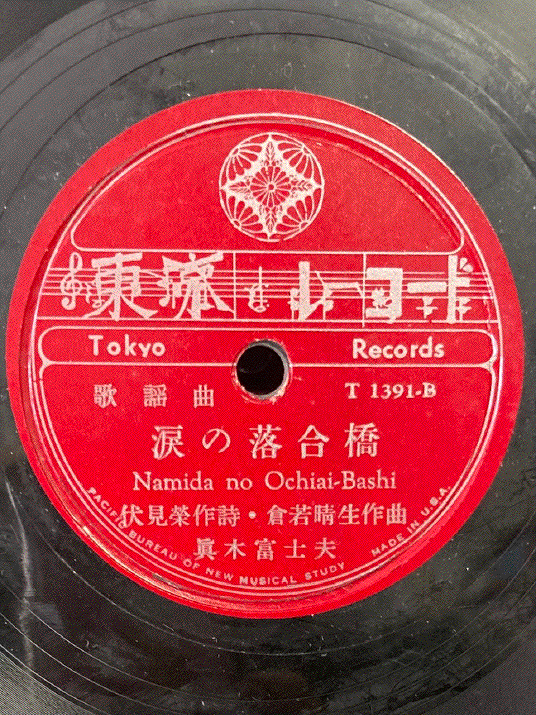 東琉レコード
Tokyo Records
歌謡曲 T 1391-B
涙の落合橋
Namida no Ochiai-Bashi
伏見榮作詩・倉若晴生作曲
眞木富士夫
PACIFIC BUREAU OF NEW MUSICAL STUDY MADE IN U.S.A.